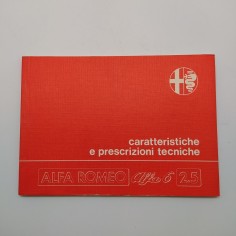 caratteristiche
e prescrizioni tecniche
ALFA ROMEO Alfa 6 2.5